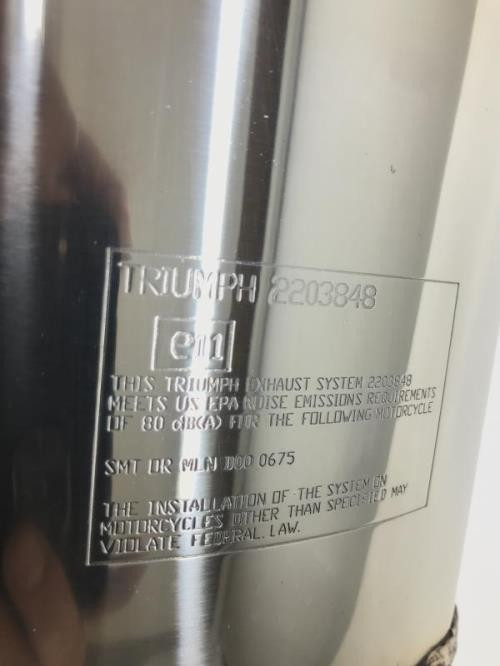 TRIUMPH 2203848
e11
THIS TRIUMPH EXHAUST SYSTEM 2203848
MEETS US EPA NOISE EMISSIONS REQUIREMENTS
OF 80 dB(A) FOR THE FOLLOWING MOTORCYCLE
SMT OR MLN D00 0675
THE INSTALLATION OF THE SYSTEM ON
MOTORCYCLES OTHER THAN SPECIFIED MAY
VIOLATE FEDERAL. LAW.